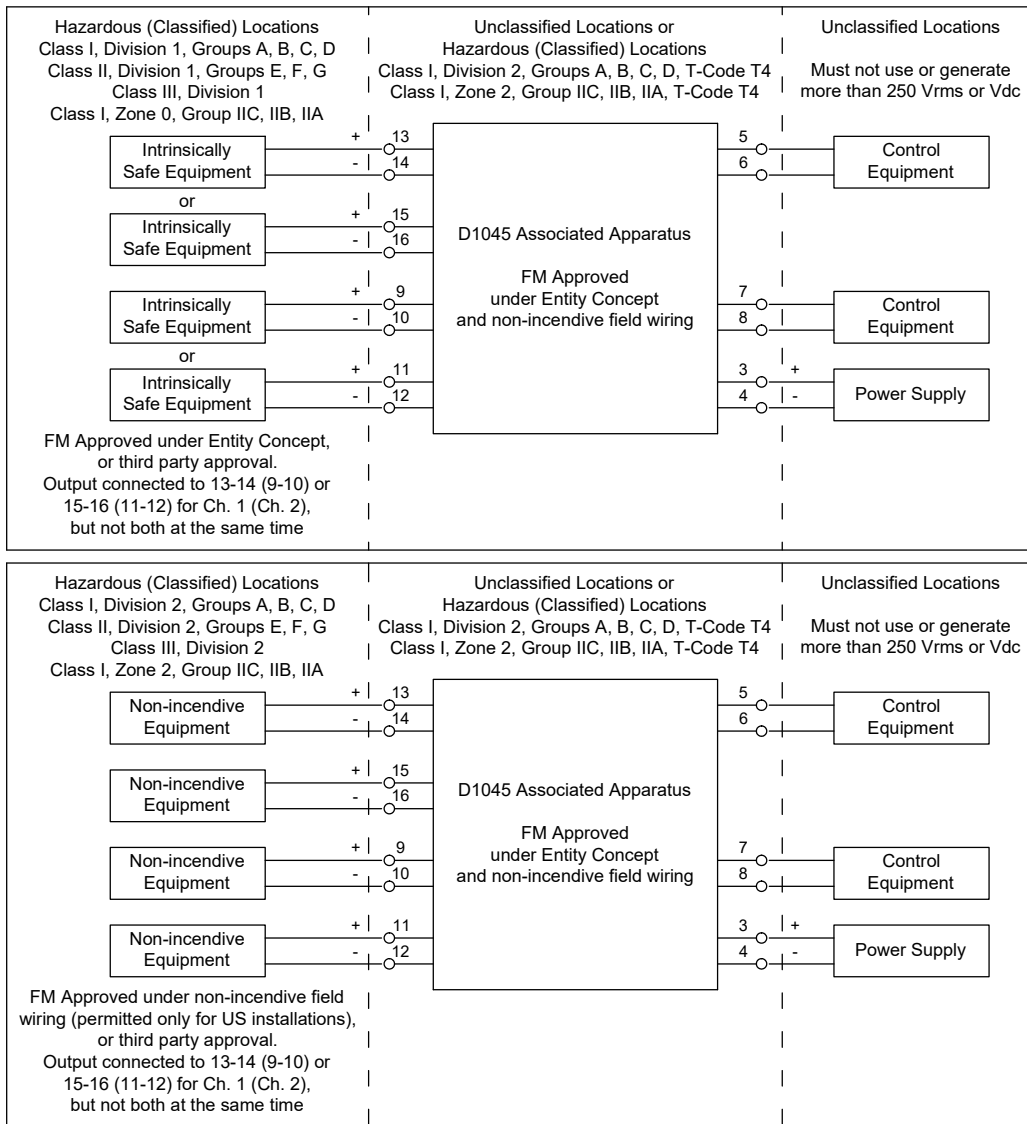 Hazardous (Classified) Locations
Class I, Division 1, Groups A, B, C, D
Class II, Division 1, Groups E, F, G
Class III, Division 1
Class I, Zone 0, Group IIC, IIB, IIA
Unclassified Locations or
Hazardous (Classified) Locations
Class I, Division 2, Groups A, B, C, D, T-Code T4
Class I, Zone 2, Group IIC, IIB, IIA, T-Code T4
Unclassified Locations
Must not use or generate
more than 250 Vrms or Vdc
Intrinsically
Safe Equipment
+
-
13
14
or
Intrinsically
Safe Equipment
+
-
15
16
Intrinsically
Safe Equipment
+
-
9
10
or
Intrinsically
Safe Equipment
+
-
11
12
FM Approved under Entity Concept,
or third party approval.
Output connected to 13-14 (9-10) or
15-16 (11-12) for Ch. 1 (Ch. 2),
but not both at the same time
D1045 Associated Apparatus
FM Approved
under Entity Concept
and non-incendive field wiring
5
6
Control
Equipment
7
8
Control
Equipment
3
4
+
-
Power Supply
Hazardous (Classified) Locations
Class I, Division 2, Groups A, B, C, D
Class II, Division 2, Groups E, F, G
Class III, Division 2
Class I, Zone 2, Group IIC, IIB, IIA
Unclassified Locations or
Hazardous (Classified) Locations
Class I, Division 2, Groups A, B, C, D, T-Code T4
Class I, Zone 2, Group IIC, IIB, IIA, T-Code T4
Unclassified Locations
Must not use or generate
more than 250 Vrms or Vdc
Non-incendive
Equipment
+
-
13
14
Non-incendive
Equipment
+
-
15
16
Non-incendive
Equipment
+
-
9
10
Non-incendive
Equipment
+
-
11
12
FM Approved under non-incendive field
wiring (permitted only for US installations),
or third party approval.
Output connected to 13-14 (9-10) or
15-16 (11-12) for Ch. 1 (Ch. 2),
but not both at the same time
D1045 Associated Apparatus
FM Approved
under Entity Concept
and non-incendive field wiring
5
6
Control
Equipment
7
8
Control
Equipment
3
4
+
-
Power Supply